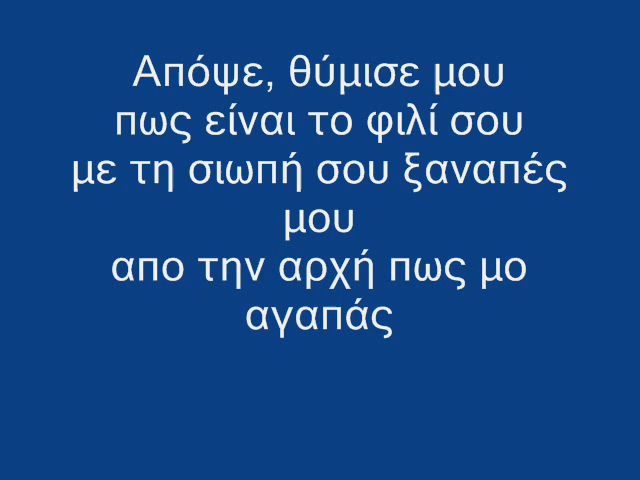 Απόψε, θύμισε μου
πως είναι το φιλί σου
με τη σιωπή σου ξαναπές
μου
απο την αρχή πως μο
αγαπάς